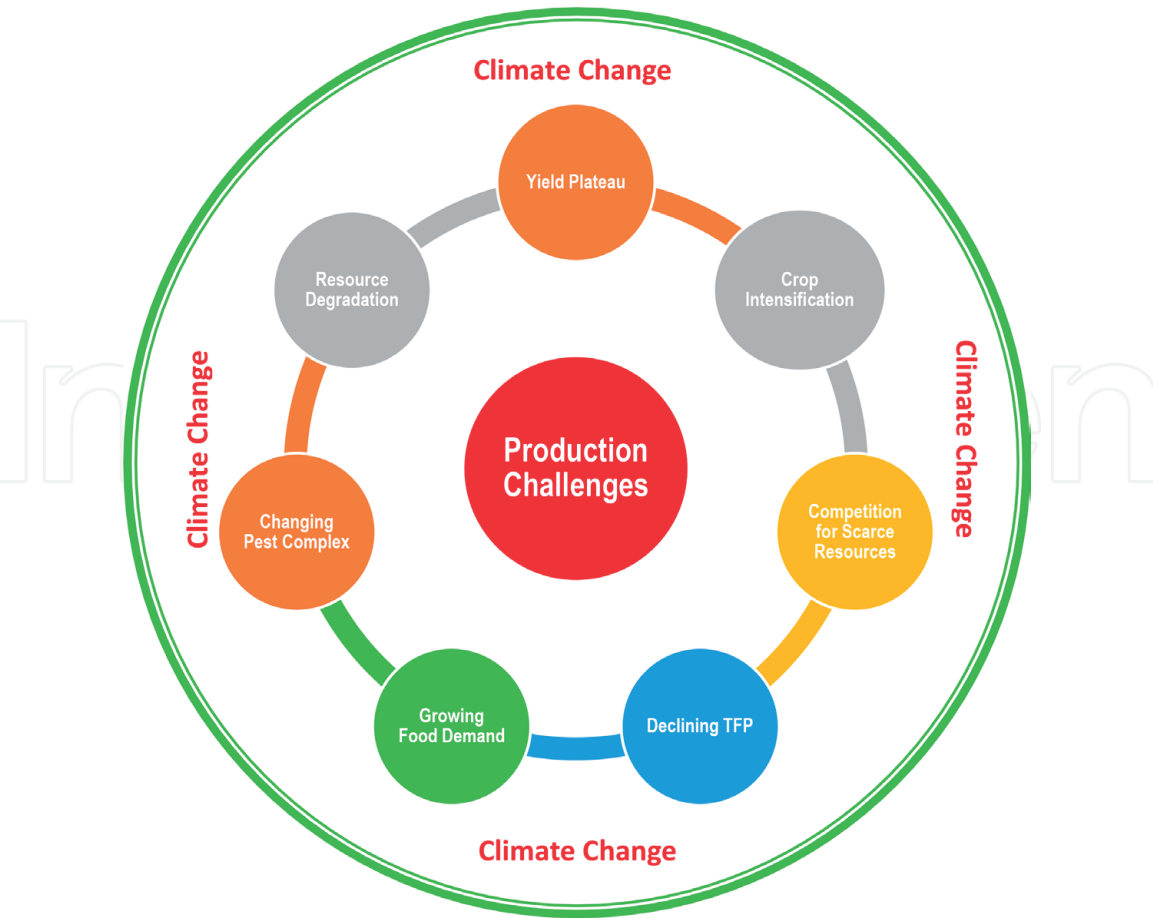 Climate Change
Yield Plateau
Resource
Degradation
Crop
Intensification
Climate Change
Climate Change
Production
Challenges
Changing
Pest Complex
Competition
for Scarce
Resources
Growing
Food Demand
Declining TFP
Climate Change